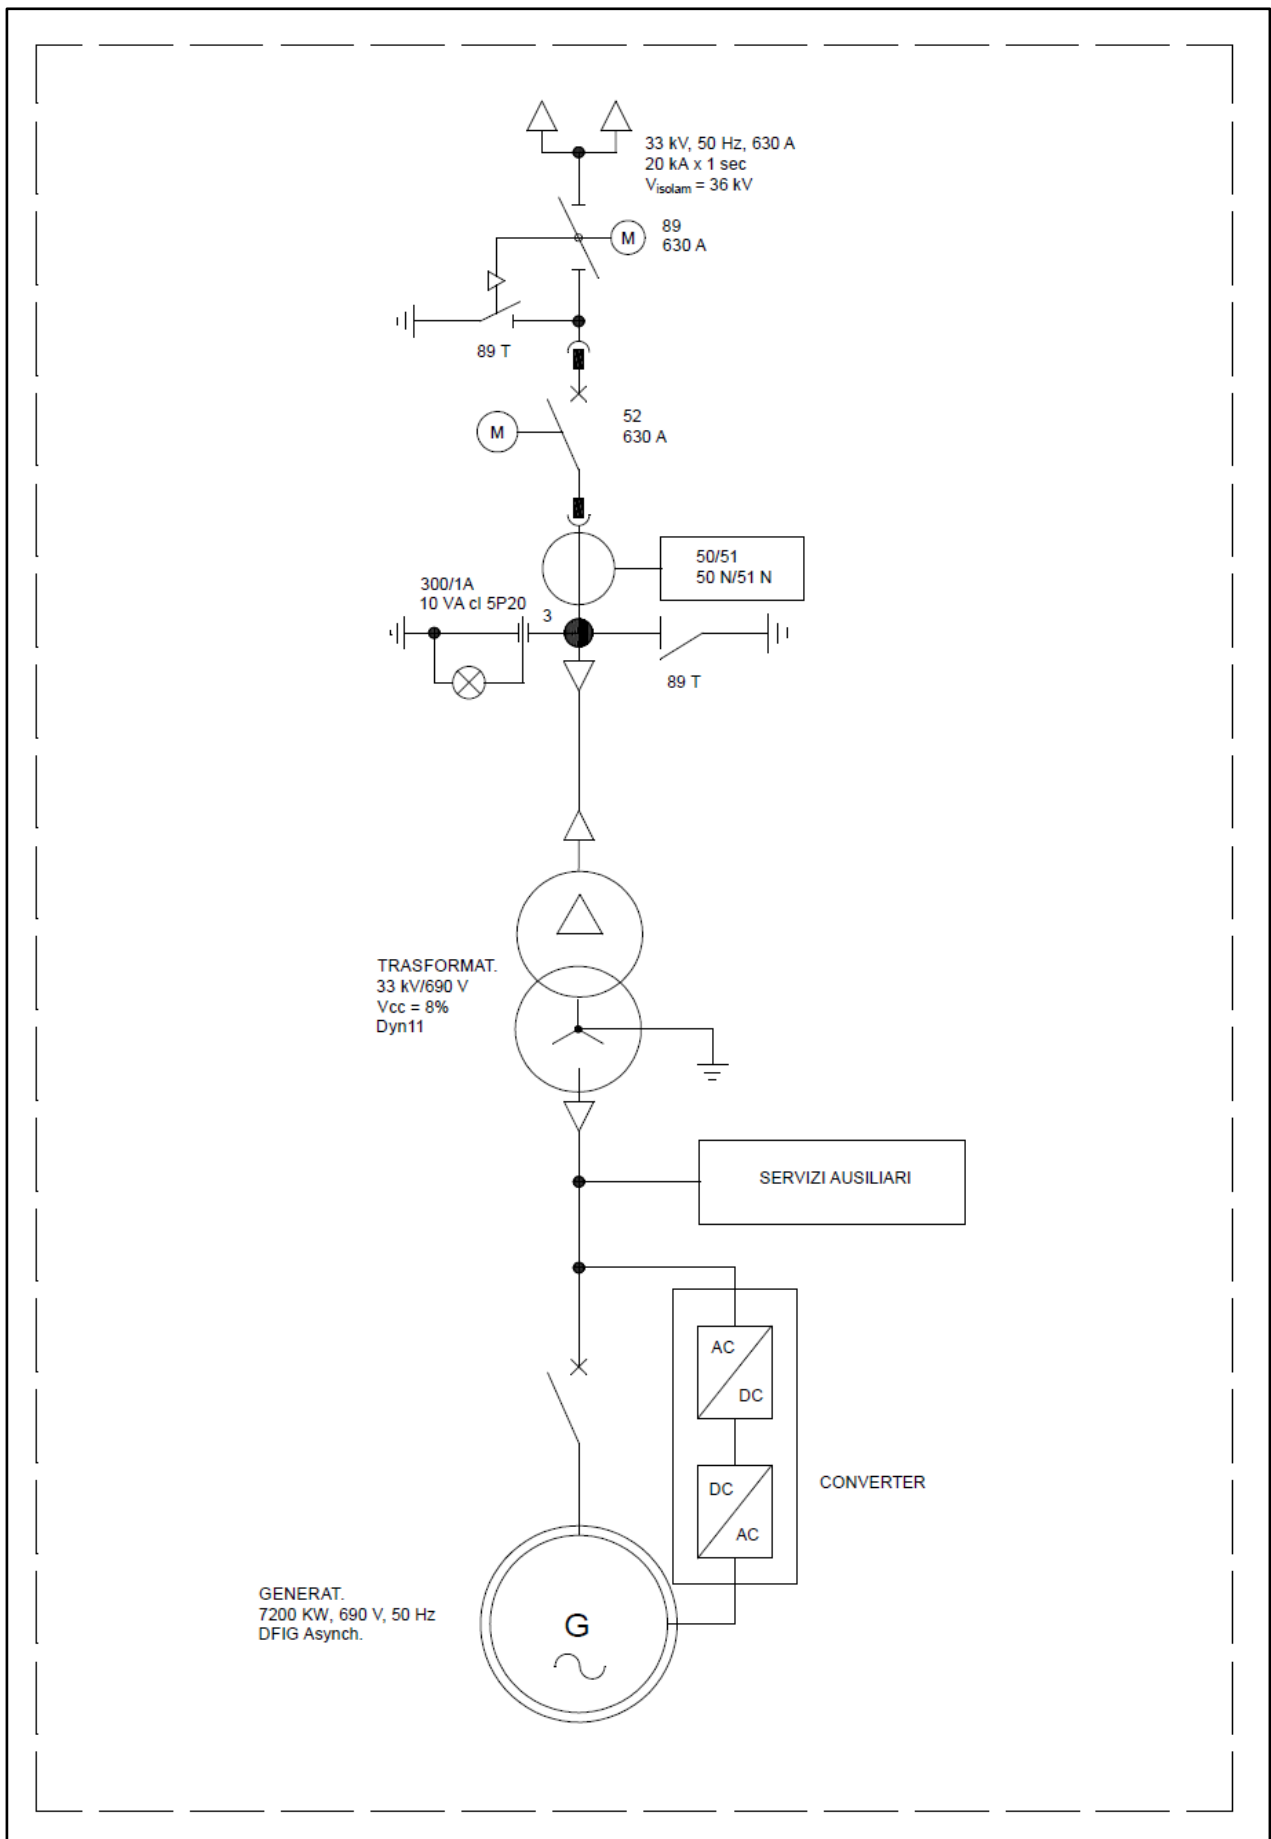 33 kV, 50 Hz, 630 A
20 kA x 1 sec
Visolam = 36 kV
M
89
630 A
89 T
52
630 A
M
50/51
50 N/51 N
300/1A
10 VA cl 5P20
3
89 T
TRASFORMAT.
33 kV/690 V
Vcc = 8%
Dyn11
SERVIZI AUSILIARI
AC
DC
DC
AC
CONVERTER
GENERAT.
7200 KW, 690 V, 50 Hz
DFIG Asynch.
G